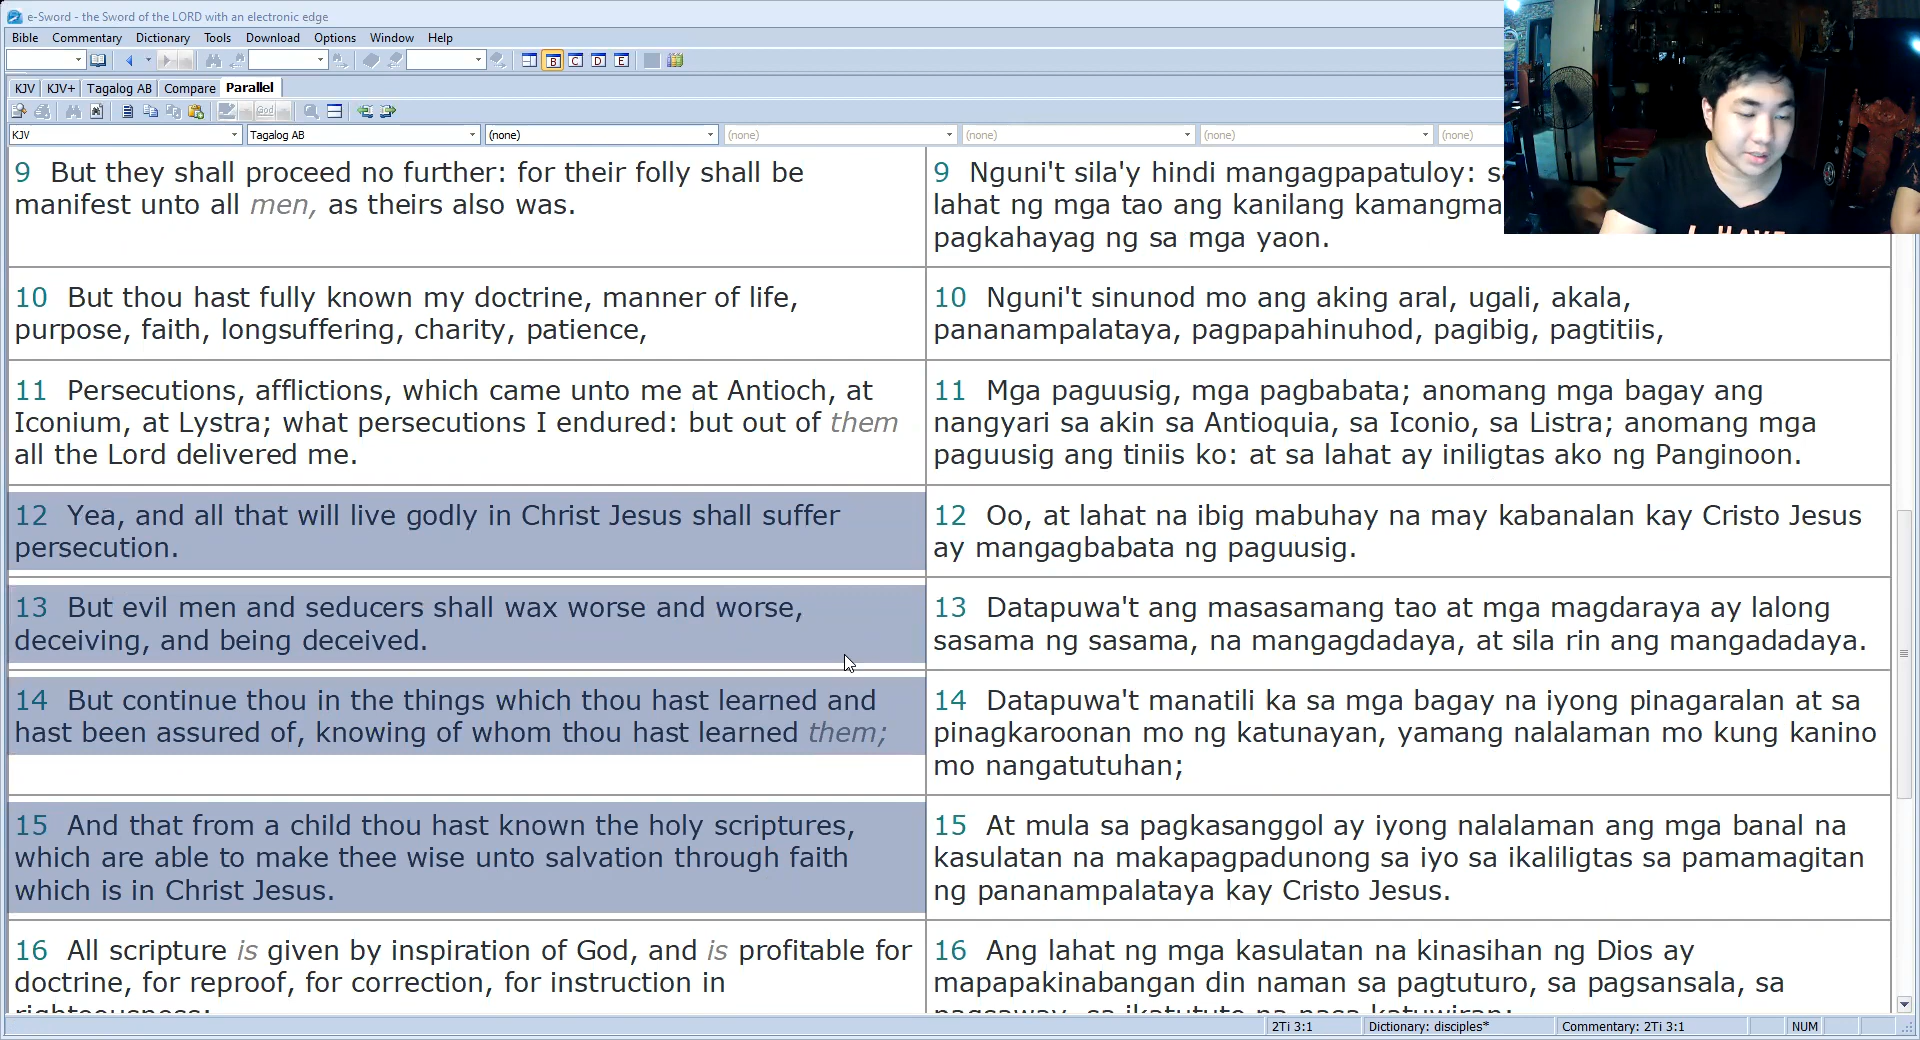 e-Sword - the Sword of the LORD with an electronic edge
Bible Commentary Dictionary Tools Download Options Window Help
B C D E
KJV KJV+ Tagalog AB Compare Parallel
God
KJV Tagalog AB (none) (none) (none) (none) (none)
9 But they shall proceed no further: for their folly shall be
manifest unto all men, as theirs also was.
10 But thou hast fully known my doctrine, manner of life,
purpose, faith, longsuffering, charity, patience,
11 Persecutions, afflictions, which came unto me at Antioch, at
Iconium, at Lystra; what persecutions I endured: but out of them
all the Lord delivered me.
12 Yea, and all that will live godly in Christ Jesus shall suffer
persecution.
13 But evil men and seducers shall wax worse and worse,
deceiving, and being deceived.
14 But continue thou in the things which thou hast learned and
hast been assured of, knowing of whom thou hast learned them;
15 And that from a child thou hast known the holy scriptures,
which are able to make thee wise unto salvation through faith
which is in Christ Jesus.
16 All scripture is given by inspiration of God, and is profitable for
doctrine, for reproof, for correction, for instruction in
righteousness:
9 Nguni't sila'y hindi mangagpapatuloy: sa
lahat ng mga tao ang kanilang kamangma
pagkahayag ng sa mga yaon.
10 Nguni't sinunod mo ang aking aral, ugali, akala,
pananampalataya, pagpapahinuhod, pagibig, pagtitiis,
11 Mga paguusig, mga pagbabata; anomang mga bagay ang
nangyari sa akin sa Antioquia, sa Iconio, sa Listra; anomang mga
paguusig ang tiniis ko: at sa lahat ay iniligtas ako ng Panginoon.
12 Oo, at lahat na ibig mabuhay na may kabanalan kay Cristo Jesus
ay mangagbabata ng paguusig.
13 Datapuwa't ang masasamang tao at mga magdaraya ay lalong
sasama ng sasama, na mangagdadaya, at sila rin ang mangadadaya.
14 Datapuwa't manatili ka sa mga bagay na iyong pinagaralan at sa
pinagkaroonan mo ng katunayan, yamang nalalaman mo kung kanino
mo nangatutuhan;
15 At mula sa pagkasanggol ay iyong nalalaman ang mga banal na
kasulatan na makapagpadunong sa iyo sa ikaliligtas sa pamamagitan
ng pananampalataya kay Cristo Jesus.
16 Ang lahat ng mga kasulatan na kinasihan ng Dios ay
mapapakinabangan din naman sa pagtuturo, sa pagsansala, sa
pagsaway, sa ikatututo na nasa katuwiran:
I HAVE
2Ti 3:1 Dictionary: disciples* Commentary: 2Ti 3:1 NUM